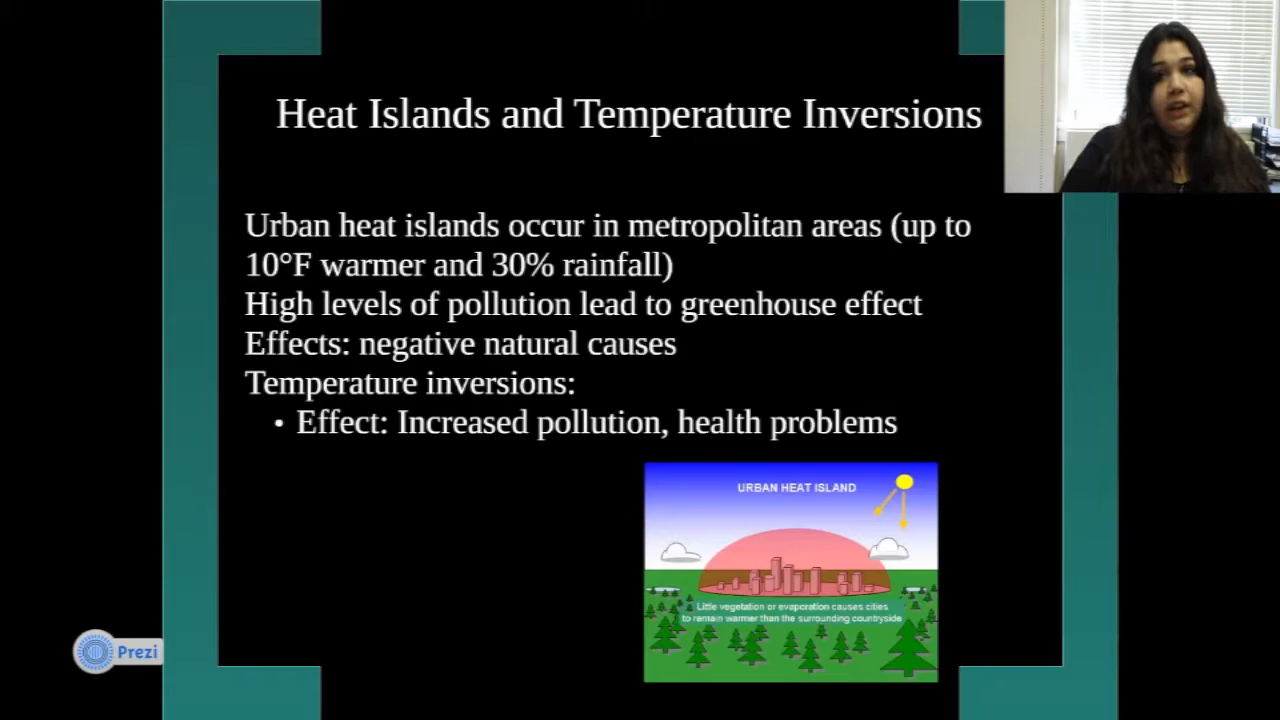 Heat Islands and Temperature Inversions
Urban heat islands occur in metropolitan areas (up to
10°F warmer and 30% rainfall)
High levels of pollution lead to greenhouse effect
Effects: negative natural causes
Temperature inversions:
• Effect: Increased pollution, health problems
URBAN HEAT ISLAND
Little vegetation or evaporation causes cities
to remain warmer than the surrounding countryside
Prezi